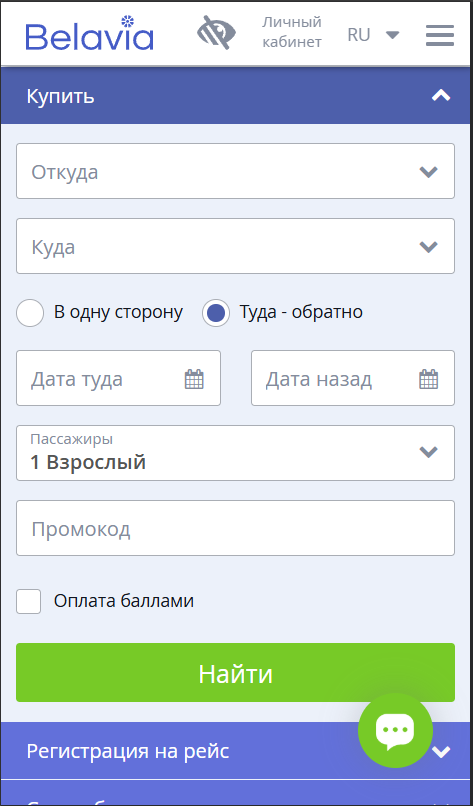 Belavia
Личный
кабинет
RU
Купить
Откуда
Куда
В одну сторону
Туда - обратно
Дата туда
Дата назад
Пассажиры
1 Взрослый
Промокод
Оплата баллами
Найти
Регистрация на рейс